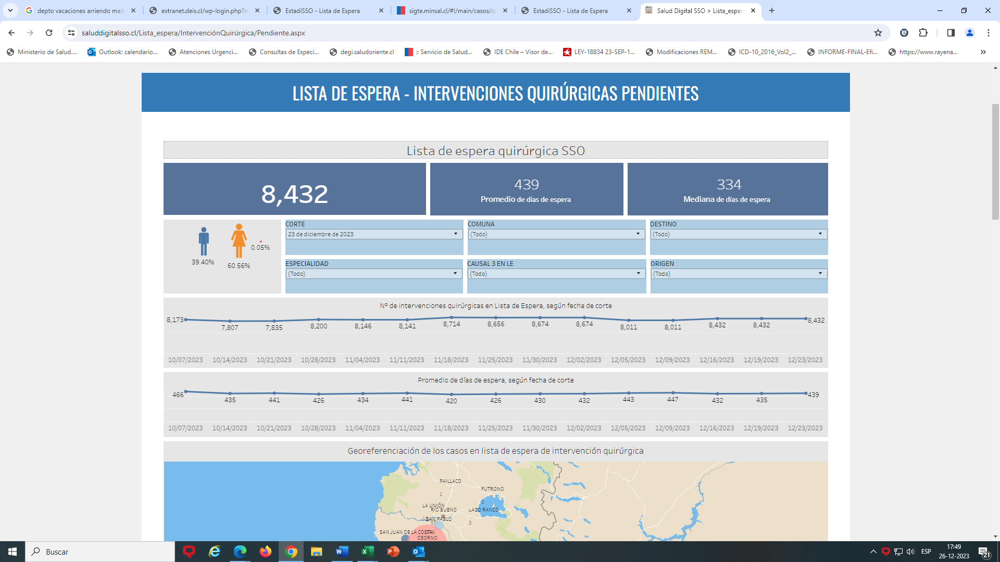 depto vacaciones arriendo mait
extranet.deis.cl/wp-login.php?re
EstadiSSO - Lista de Espera
sigte.minsal.cl/#!/main/casos/co
EstadiSSO - Lista de Espera
Salud Digital SSO > Lista_espera
saluddigitalsso.cl/Lista_espera/IntervenciónQuirúrgica/Pendiente.aspx
Ministerio de Salud....
Outlook: calendario...
Atenciones Urgenci...
Consultas de Especi...
degi.saludoriente.cl
:: Servicio de Salud...
IDE Chile – Visor de...
LEY-18834 23-SEP-1...
Modificaciones REM...
ICD-10_2016_Vol2_...
INFORME-FINAL-Efi...
https://www.rayena...
LISTA DE ESPERA - INTERVENCIONES QUIRÚRGICAS PENDIENTES
Lista de espera quirúrgica SSO
8,432
439
Promedio de días de espera
334
Mediana de días de espera
39.40%
60.56%
0.05%
CORTE
23 de diciembre de 2023
COMUNA
(Todo)
DESTINO
(Todo)
ESPECIALIDAD
(Todo)
CAUSAL 3 EN LE
(Todo)
ORIGEN
(Todo)
Nº de intervenciones quirúrgicas en Lista de Espera, según fecha de corte
8,173 7,807 7,835 8,200 8,146 8,141 8,714 8,656 8,674 8,674 8,011 8,011 8,432 8,432 8,432
10/07/2023 10/14/2023 10/21/2023 10/28/2023 11/04/2023 11/11/2023 11/18/2023 11/25/2023 11/30/2023 12/02/2023 12/05/2023 12/09/2023 12/16/2023 12/19/2023 12/23/2023
Promedio de días de espera, según fecha de corte
466 435 441 426 434 441 420 426 430 432 443 447 432 435 439
10/07/2023 10/14/2023 10/21/2023 10/28/2023 11/04/2023 11/11/2023 11/18/2023 11/25/2023 11/30/2023 12/02/2023 12/05/2023 12/09/2023 12/16/2023 12/19/2023 12/23/2023
Georeferenciación de los casos en lista de espera de intervención quirúrgica
PAILLACO
1
FUTRONO
3
LA UNIÓN
RÍO BUENO
LAGO RANCO
SAN PABLO
57
3
SAN JUAN DE LA COSTA
OSORNO
Buscar
ESP
17:49
26-12-2023
21